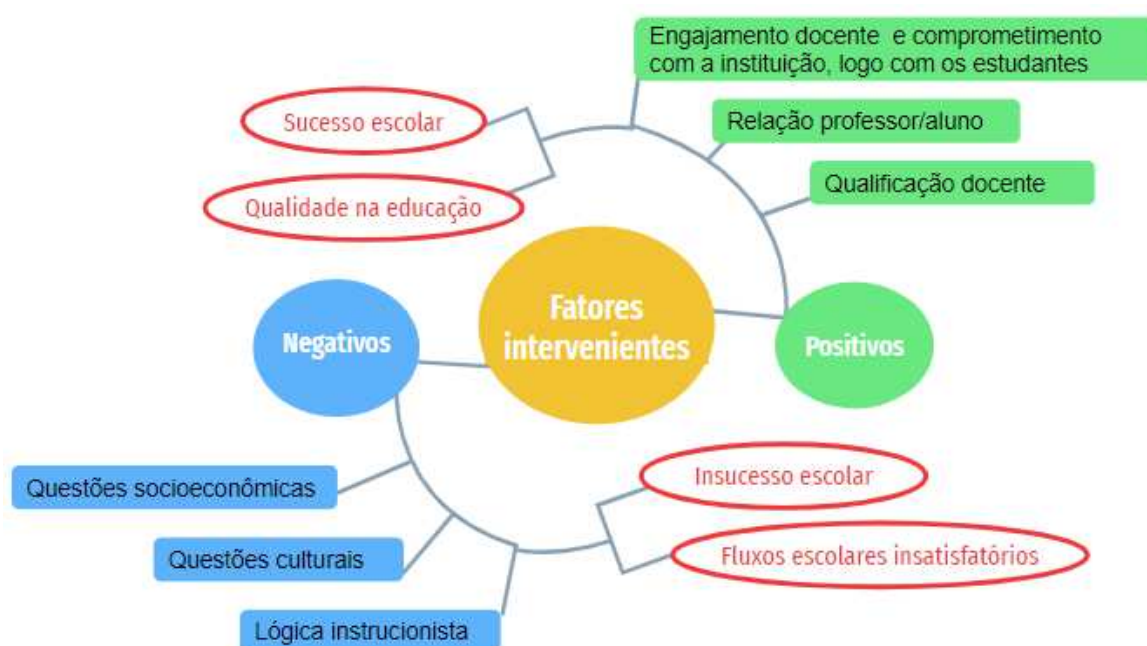 Engajamento docente e comprometimento
com a instituição, logo com os estudantes
Sucesso escolar
Relação professor/aluno
Qualificação docente
Qualidade na educação
Fatores
intervenientes
Negativos
Positivos
Insucesso escolar
Questões socioeconômicas
Fluxos escolares insatisfatórios
Questões culturais
Lógica instrucionista